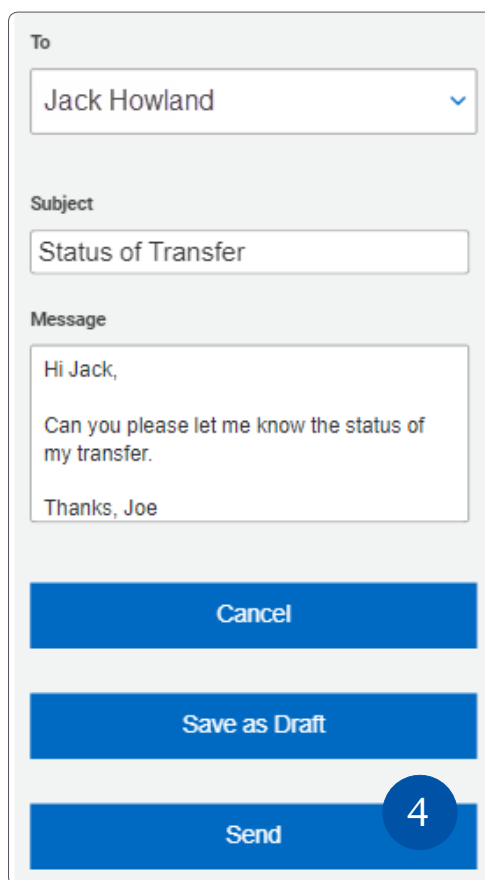 To
Jack Howland
Subject
Status of Transfer
Message
Hi Jack,
Can you please let me know the status of
my transfer.
Thanks, Joe
Cancel
Save as Draft
Send
4